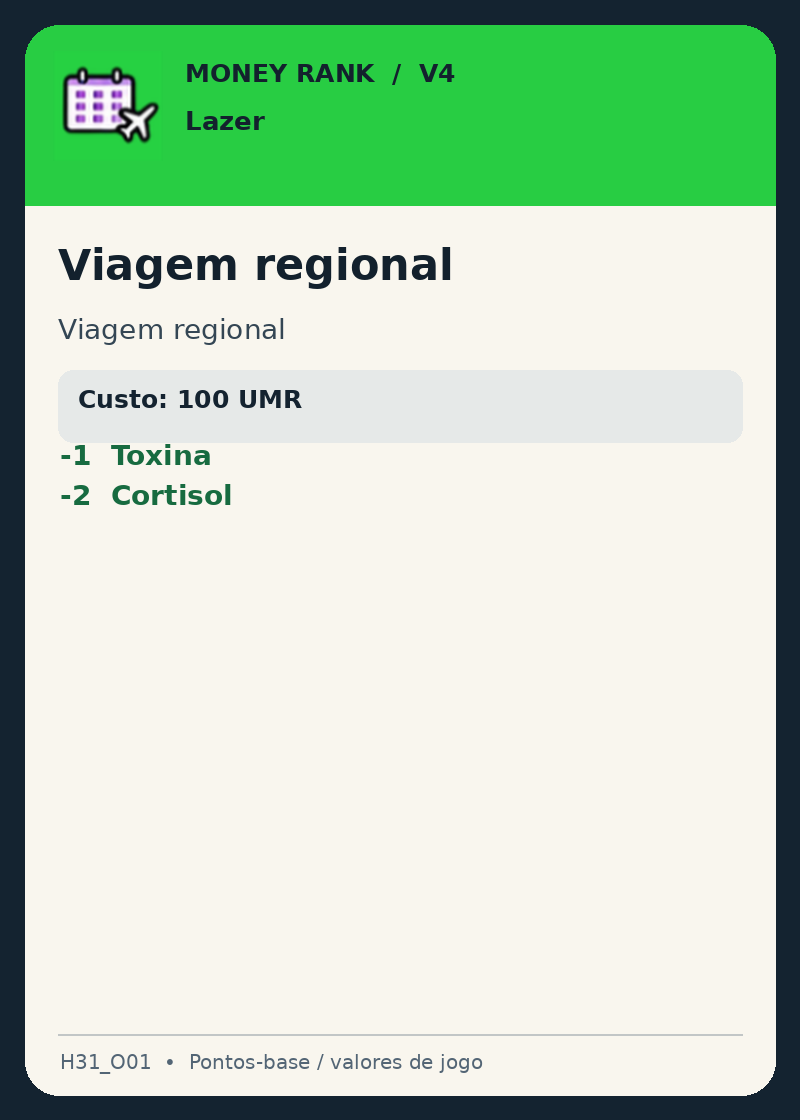 MONEY RANK / V4
Lazer
Viagem regional
Viagem regional
Custo: 100 UMR
-1 Toxina
-2 Cortisol
H31_O01 • Pontos-base / valores de jogo